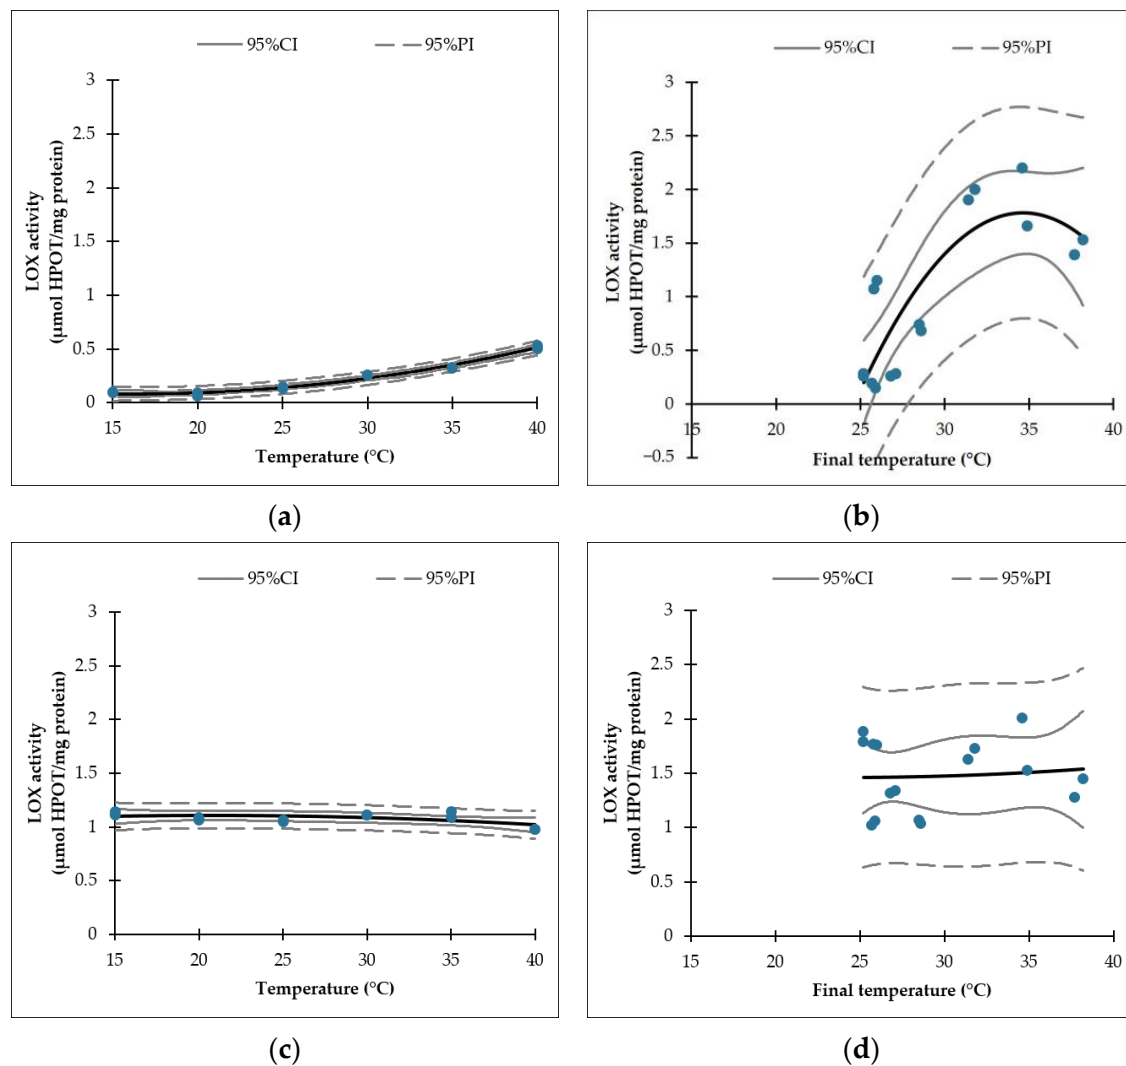 95%CI 95%PI
3
2.5
2
1.5
1
0.5
0
15 20 25 30 35 40
LOX activity
(μmol HPOT/mg protein)
Temperature (°C)
(a)
95%CI 95%PI
3
2.5
2
1.5
1
0.5
0
−0.5
15 20 25 30 35 40
LOX activity
(μmol HPOT/mg protein)
Final temperature (°C)
(b)
95%CI 95%PI
3
2.5
2
1.5
1
0.5
0
15 20 25 30 35 40
LOX activity
(μmol HPOT/mg protein)
Temperature (°C)
(c)
95%CI 95%PI
3
2.5
2
1.5
1
0.5
0
15 20 25 30 35 40
LOX activity
(μmol HPOT/mg protein)
Final temperature (°C)
(d)